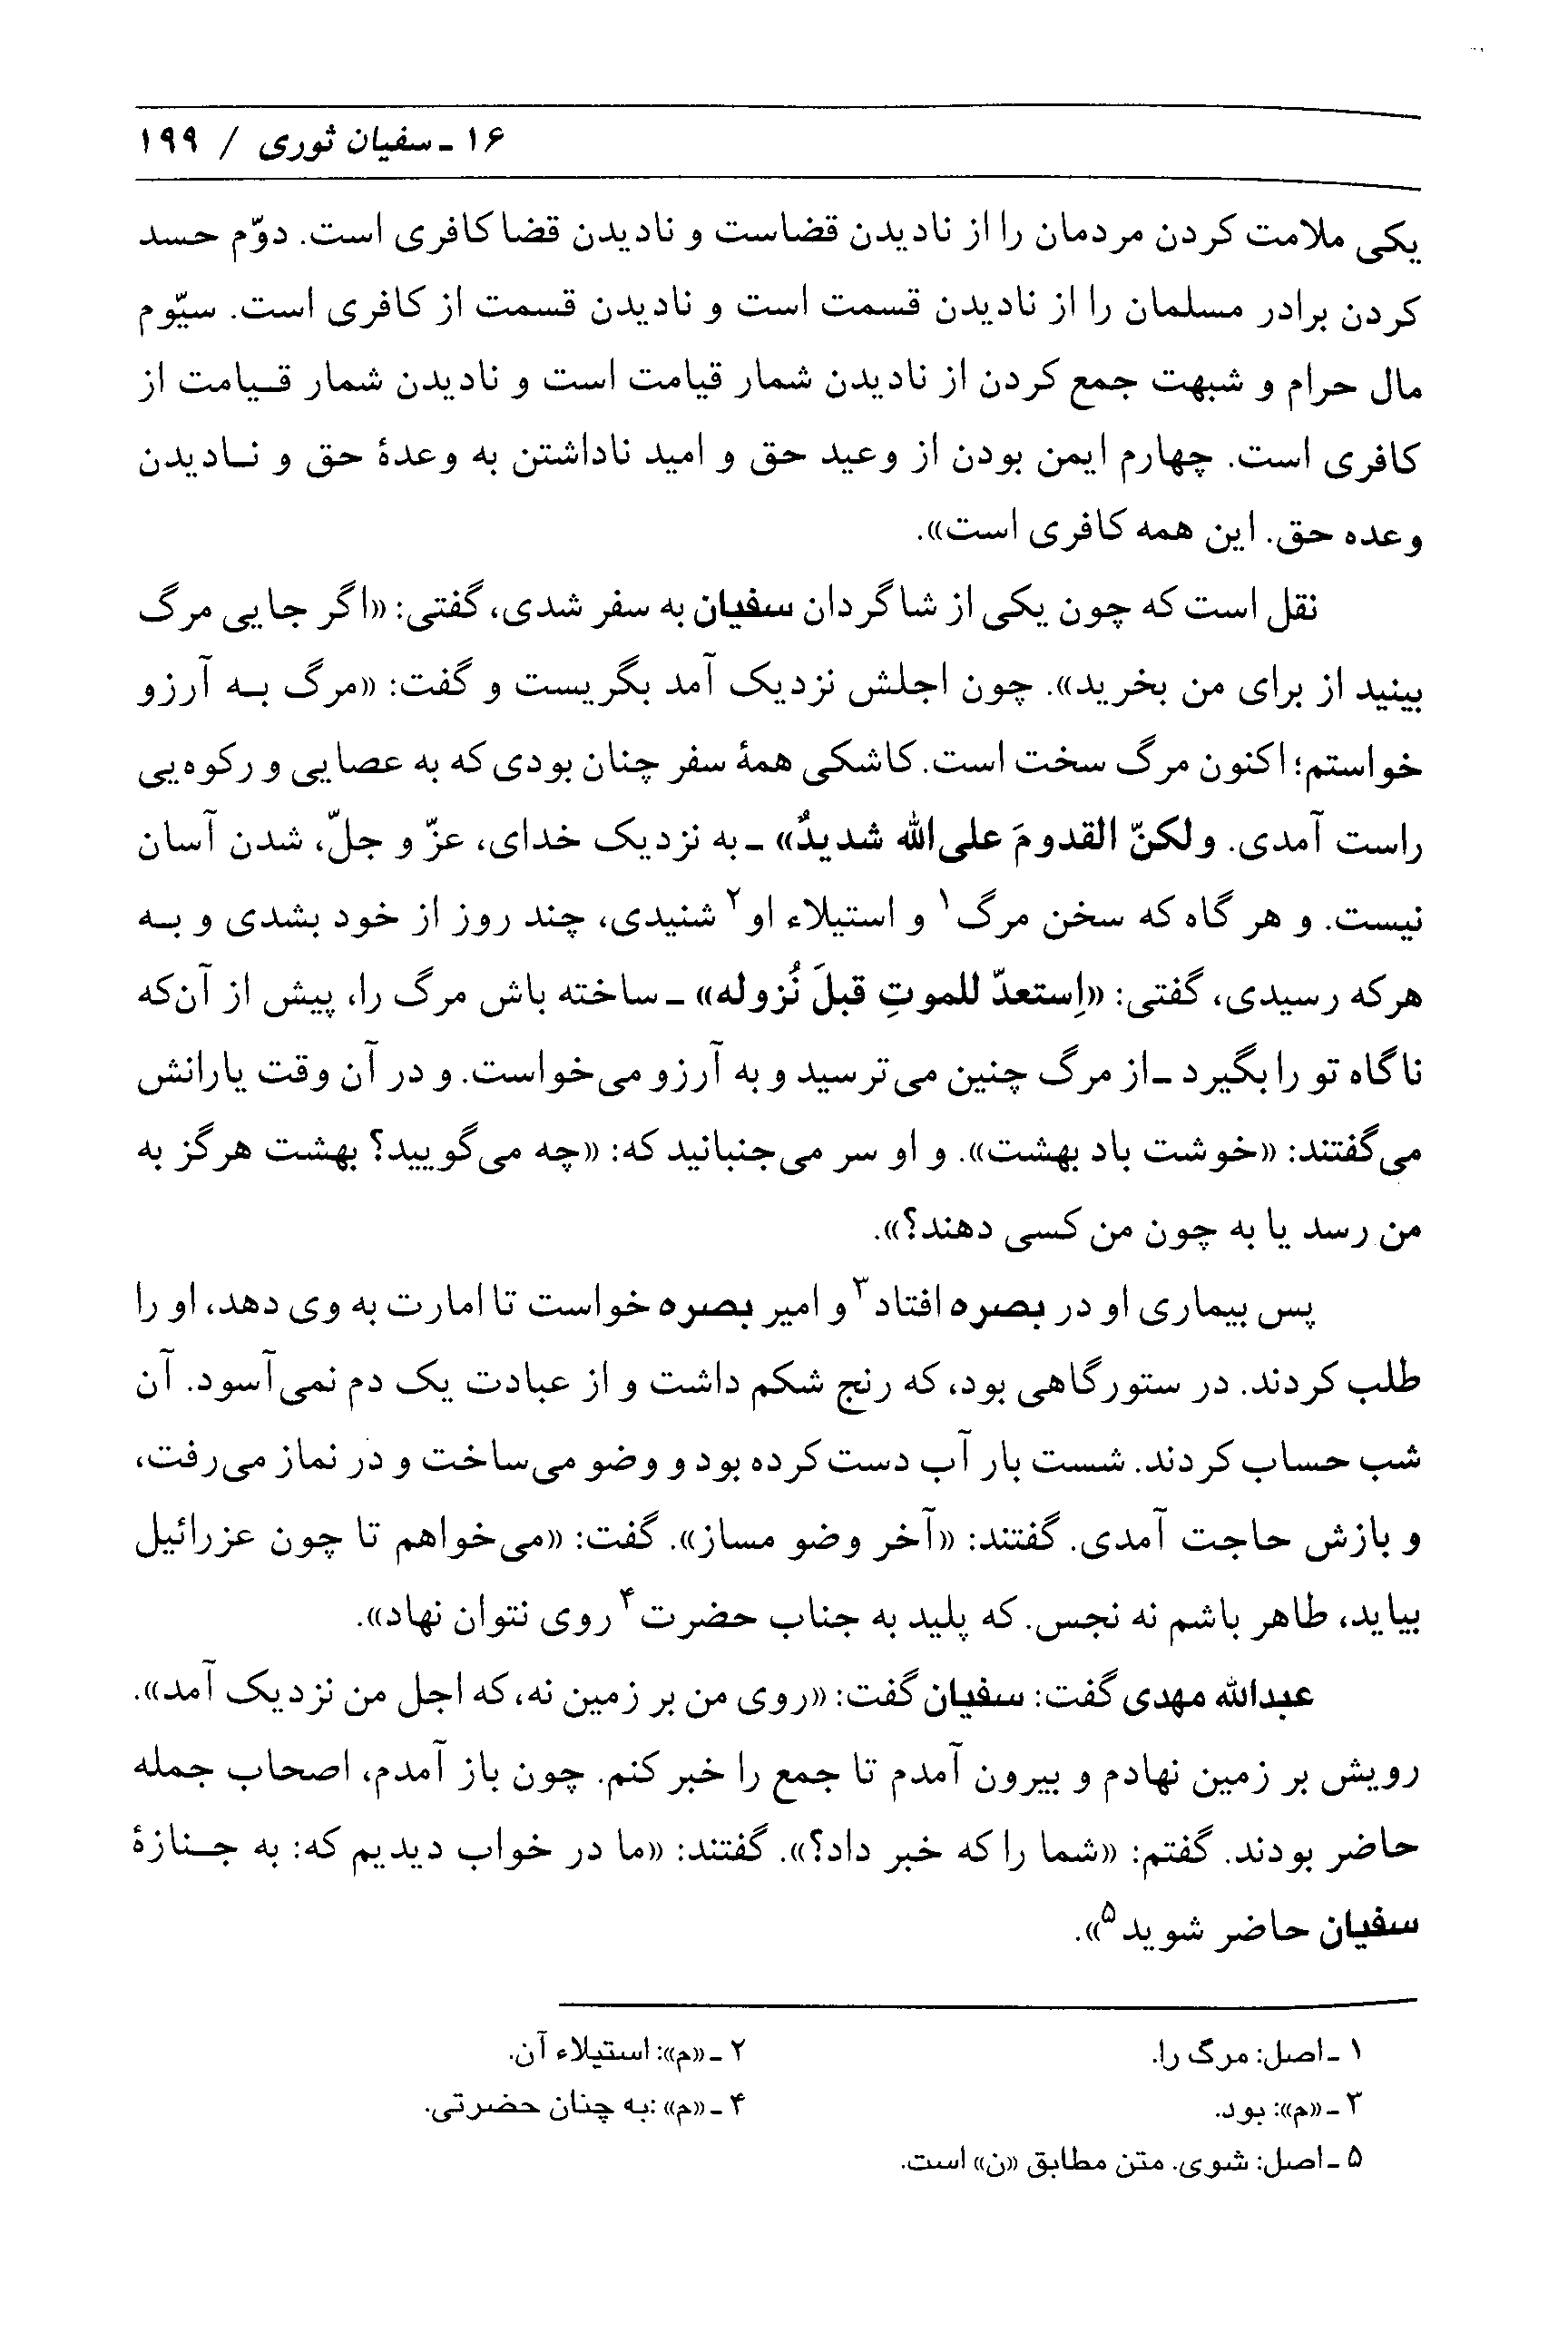 ۱۶ ـ سفیان ثوری / ۱۹۹
یکی ملامت کردن مردمان را از نادیدن قضاست و نادیدن قضا کافری است. دوّم حسد
کردن برادر مسلمان را از نادیدن قسمت است و نادیدن قسمت از کافری است. سیّوم
مال حرام و شبهت جمع کردن از نادیدن شمار قیامت است و نادیدن شمار قیامت از
کافری است. چهارم ایمن بودن از وعید حق و امید ناداشتن به وعدهٔ حق و نادیدن
وعده حق. این همه کافری است».
نقل است که چون یکی از شاگردان سفیان به سفر شدی، گفتی: «اگر جایی مرگ
بینید از برای من بخرید». چون اجلش نزدیک آمد بگریست و گفت: «مرگ به آرزو
خواستم؛ اکنون مرگ سخت است. کاشکی همهٔ سفر چنان بودی که به عصایی و رکوه‌یی
راست آمدی. ولکنّ القدومَ علی‌الله شدیدٌ» ـ به نزدیک خدای، عزّ و جلّ، شدن آسان
نیست. و هر گاه که سخن مرگ۱ و استیلاء او۲ شنیدی، چند روز از خود بشدی و به
هرکه رسیدی، گفتی: «اِستعدّ للموتِ قبلَ نُزوله» ـ ساخته باش مرگ را، پیش از آن‌که
ناگاه تو را بگیرد ـ از مرگ چنین می‌ترسید و به آرزو می‌خواست. و در آن وقت یارانش
می‌گفتند: «خوشت باد بهشت». و او سر می‌جنبانید که: «چه می‌گویید؟ بهشت هرگز به
من رسد یا به چون من کسی دهند؟».
پس بیماری او در بصره افتاد۳ و امیر بصره خواست تا امارت به وی دهد، او را
طلب کردند. در ستورگاهی بود، که رنج شکم داشت و از عبادت یک دم نمی‌آسود. آن
شب حساب کردند. شست بار آب دست کرده بود و وضو می‌ساخت و در نماز می‌رفت،
و بازش حاجت آمدی. گفتند: «آخر وضو مساز». گفت: «می‌خواهم تا چون عزرائیل
بیاید، طاهر باشم نه نجس. که پلید به جناب حضرت۴ روی نتوان نهاد».
عبدالله مهدی گفت: سفیان گفت: «روی من بر زمین نه، که اجل من نزدیک آمد».
رویش بر زمین نهادم و بیرون آمدم تا جمع را خبر کنم. چون باز آمدم، اصحاب جمله
حاضر بودند. گفتم: «شما را که خبر داد؟». گفتند: «ما در خواب دیدیم که: به جنازهٔ
سفیان حاضر شوید۵».
۱ ـ اصل: مرگ را.
۲ ـ «م»: استیلاء آن.
۳ ـ «م»: بود.
۴ ـ «م»: به چنان حضرتی.
۵ ـ اصل: شوی. متن مطابق «ن» است.